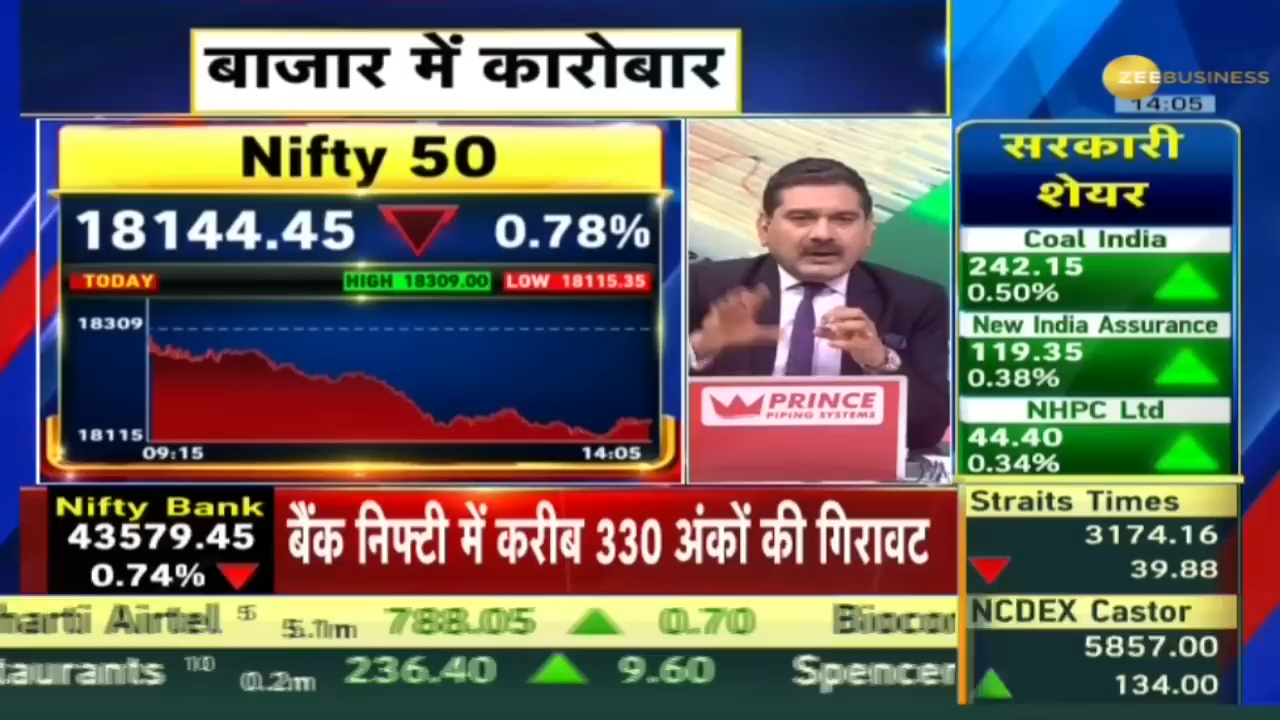 बाजार में कारोबार
ZEEBUSINESS
14:05
Nifty 50
18144.45 0.78%
TODAY HIGH 18309.00 LOW 18115.35
18309
18115
09:15 14:05
PRINCE
PIPING SYSTEMS
सरकारी
शेयर
Coal India
242.15
0.50%
New India Assurance
119.35
0.38%
NHPC Ltd
44.40
0.34%
Nifty Bank
43579.45
0.74%
बैंक निफ्टी में करीब 330 अंकों की गिरावट
Straits Times
3174.16
39.88
NCDEX Castor
5857.00
134.00
harti Airtel 5.1m 788.05 0.70 Biocon
taurants 10 0.2m 236.40 9.60 Spencer